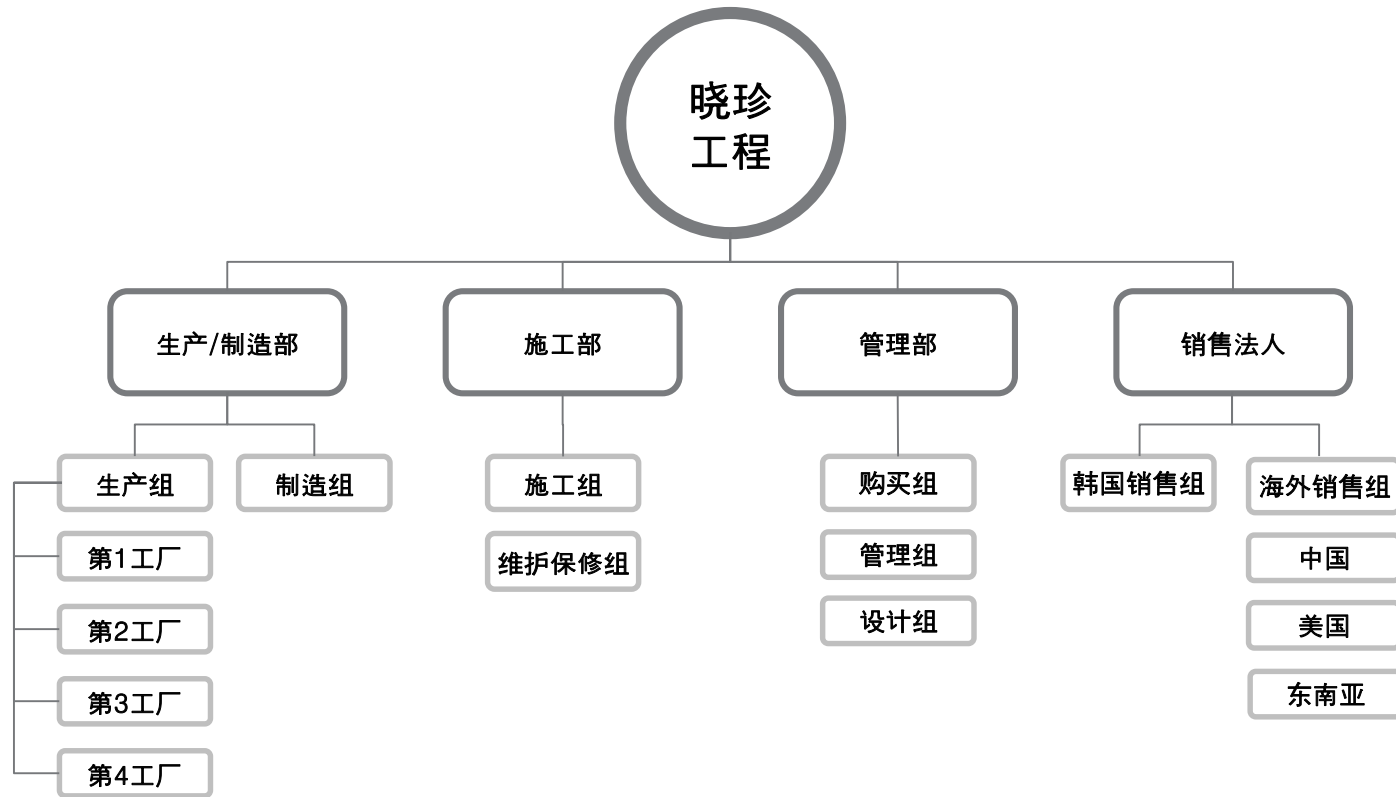 晓珍
工程
生产/制造部
施工部
管理部
销售法人
生产组
制造组
施工组
购买组
韩国销售组
海外销售组
第1工厂
维护保修组
管理组
中国
第2工厂
设计组
美国
第3工厂
东南亚
第4工厂